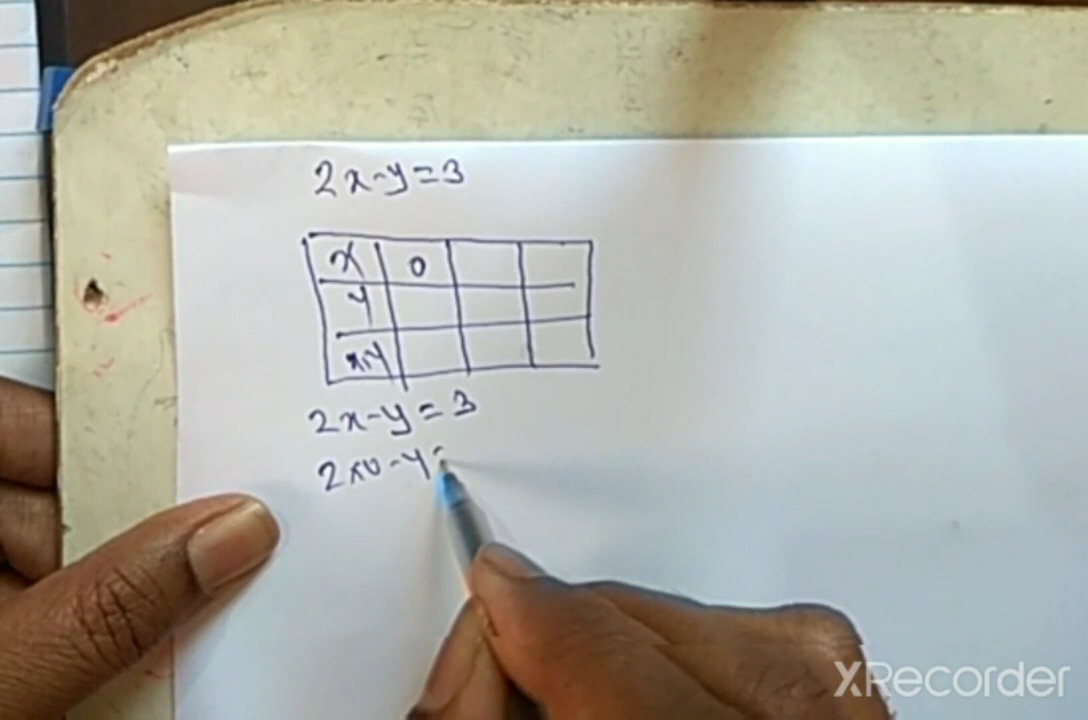 2x-y=3
x 0
y
x,y
2x-y=3
2x0-y=
XRecorder